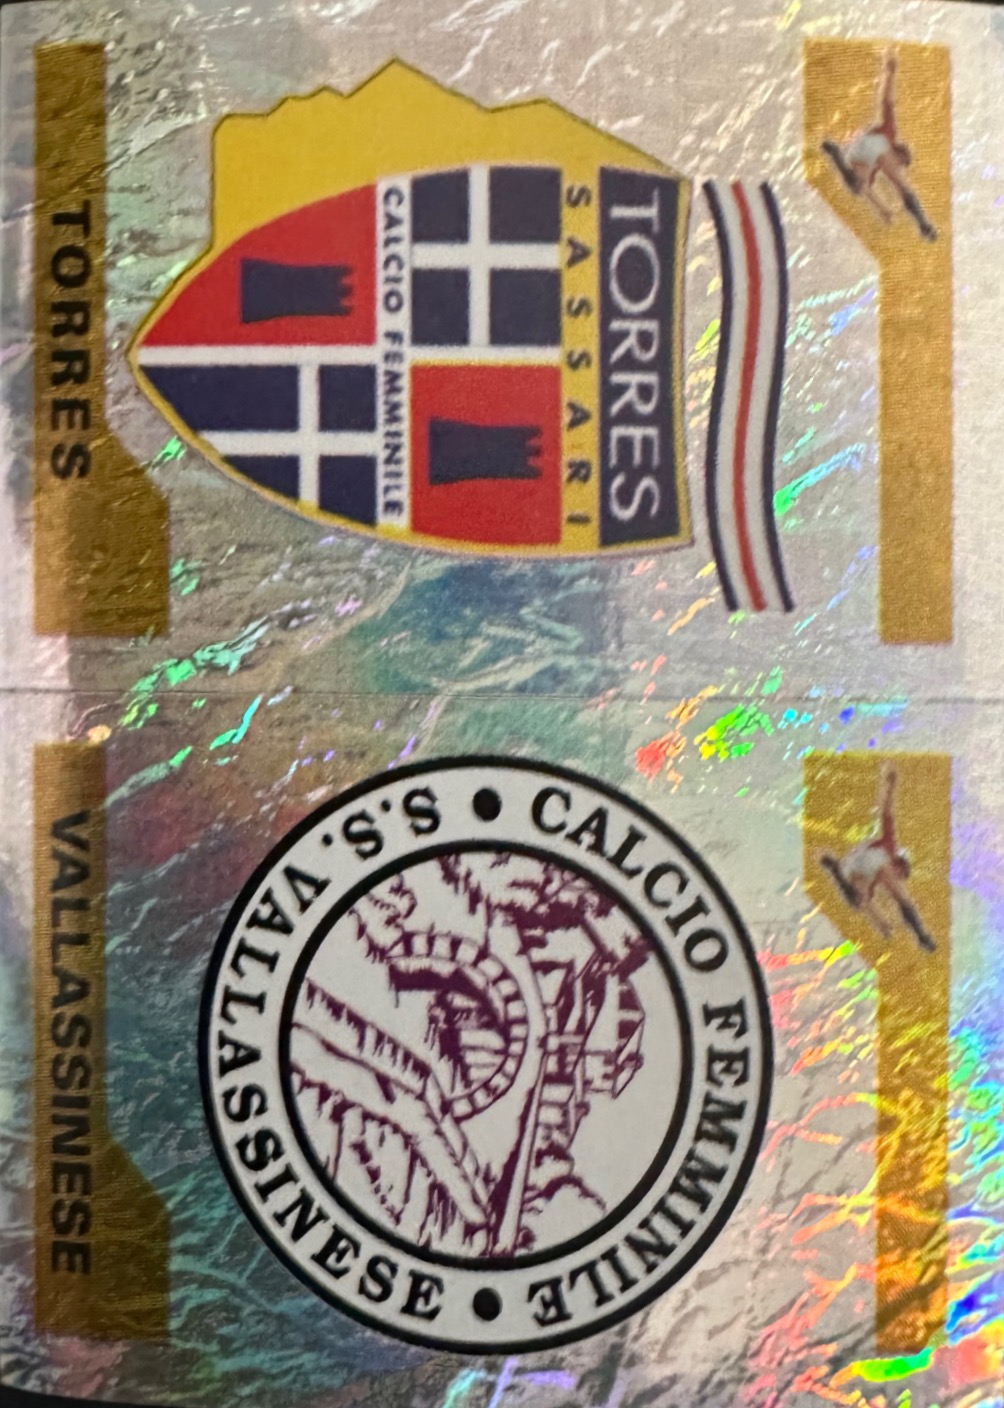 TORRES
SASSARI
CALCIO FEMMINILE
TORRES
CALCIO FEMMINILE
S.S. VALLASSINESE
VALLASSINESE